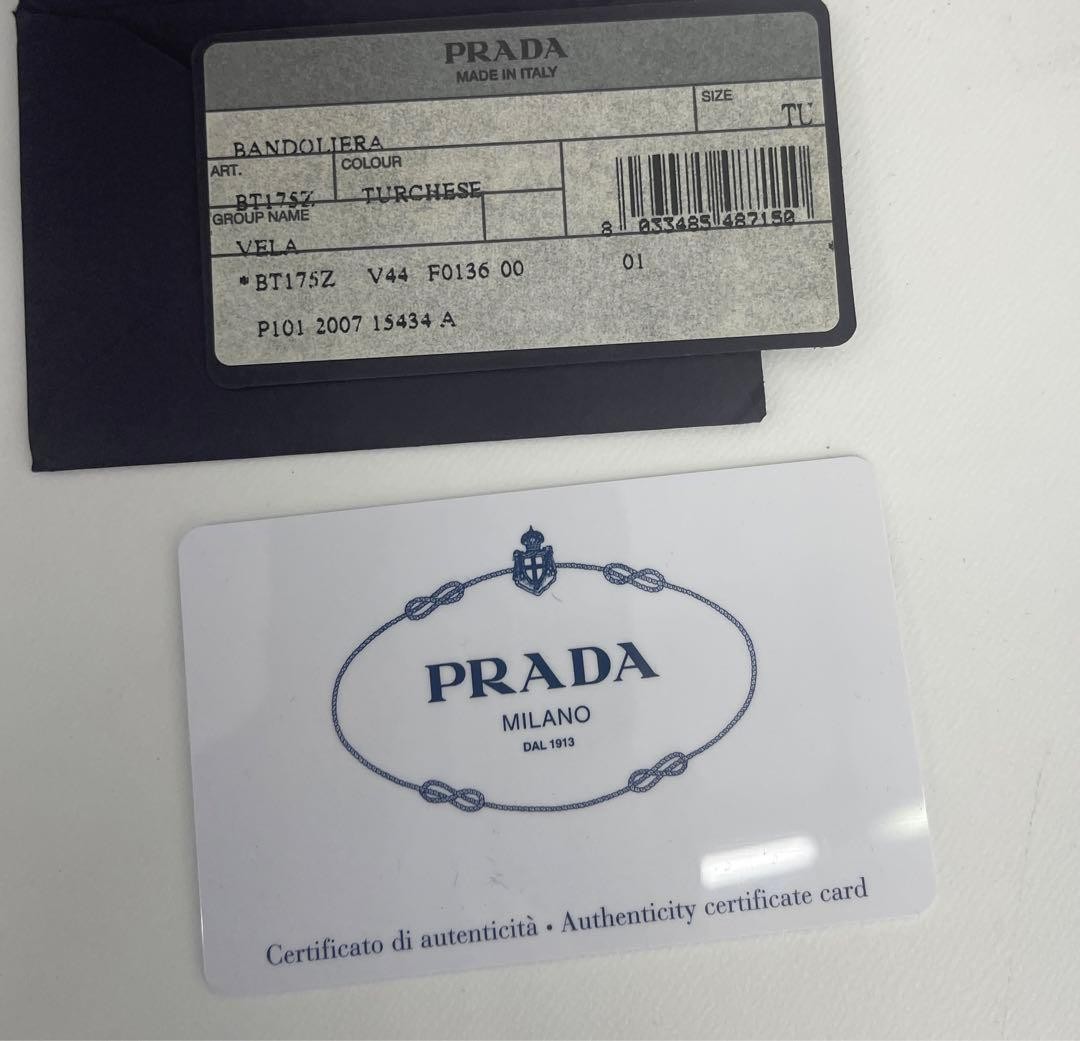 PRADA
MADE IN ITALY
SIZE
TU
BANDOLIERA
ART.
COLOUR
BT175Z
TURCHESE
GROUP NAME
VELA
8 033485 487150
*BT175Z V44 F0136 00 01
P101 2007 15434 A
PRADA
MILANO
DAL 1913
Certificato di autenticità • Authenticity certificate card